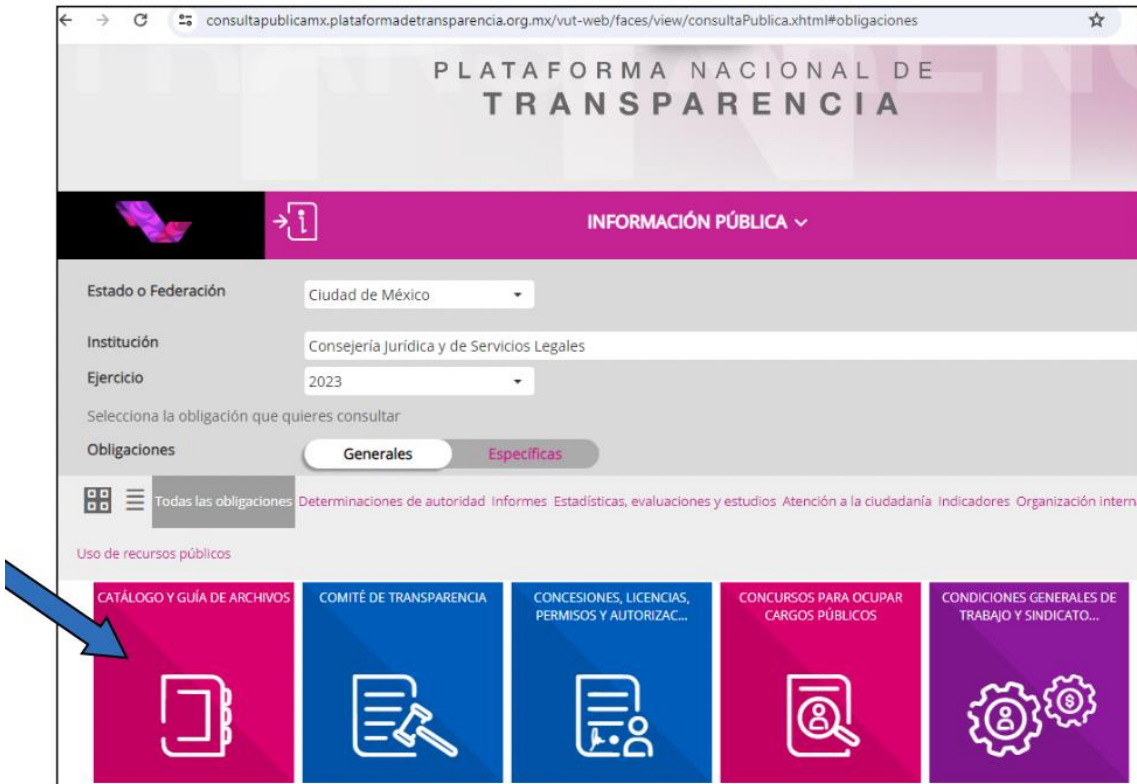 consultapublicamx.plataformadetransparencia.org.mx/vut-web/faces/view/consultaPublica.xhtml#obligaciones
PLATAFORMA NACIONAL DE
TRANSPARENCIA
INFORMACIÓN PÚBLICA
Estado o Federación
Ciudad de México
Institución
Consejería Jurídica y de Servicios Legales
Ejercicio
2023
Selecciona la obligación que quieres consultar
Obligaciones
Generales
Específicas
Todas las obligaciones Determinaciones de autoridad Informes Estadísticas, evaluaciones y estudios Atención a la ciudadanía Indicadores Organización intern
Uso de recursos públicos
CATÁLOGO Y GUÍA DE ARCHIVOS
COMITÉ DE TRANSPARENCIA
CONCESIONES, LICENCIAS,
PERMISOS Y AUTORIZAC...
CONCURSOS PARA OCUPAR
CARGOS PÚBLICOS
CONDICIONES GENERALES DE
TRABAJO Y SINDICATO...